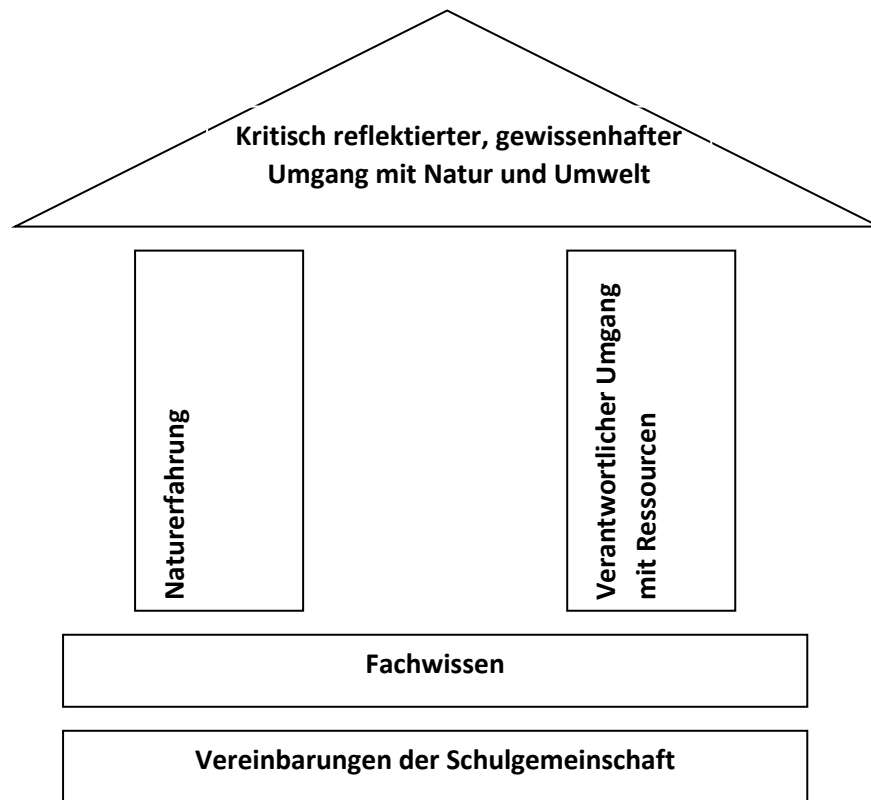 Kritisch reflektierter, gewissenhafter
Umgang mit Natur und Umwelt
Naturerfahrung
Verantwortlicher Umgang
mit Ressourcen
Fachwissen
Vereinbarungen der Schulgemeinschaft